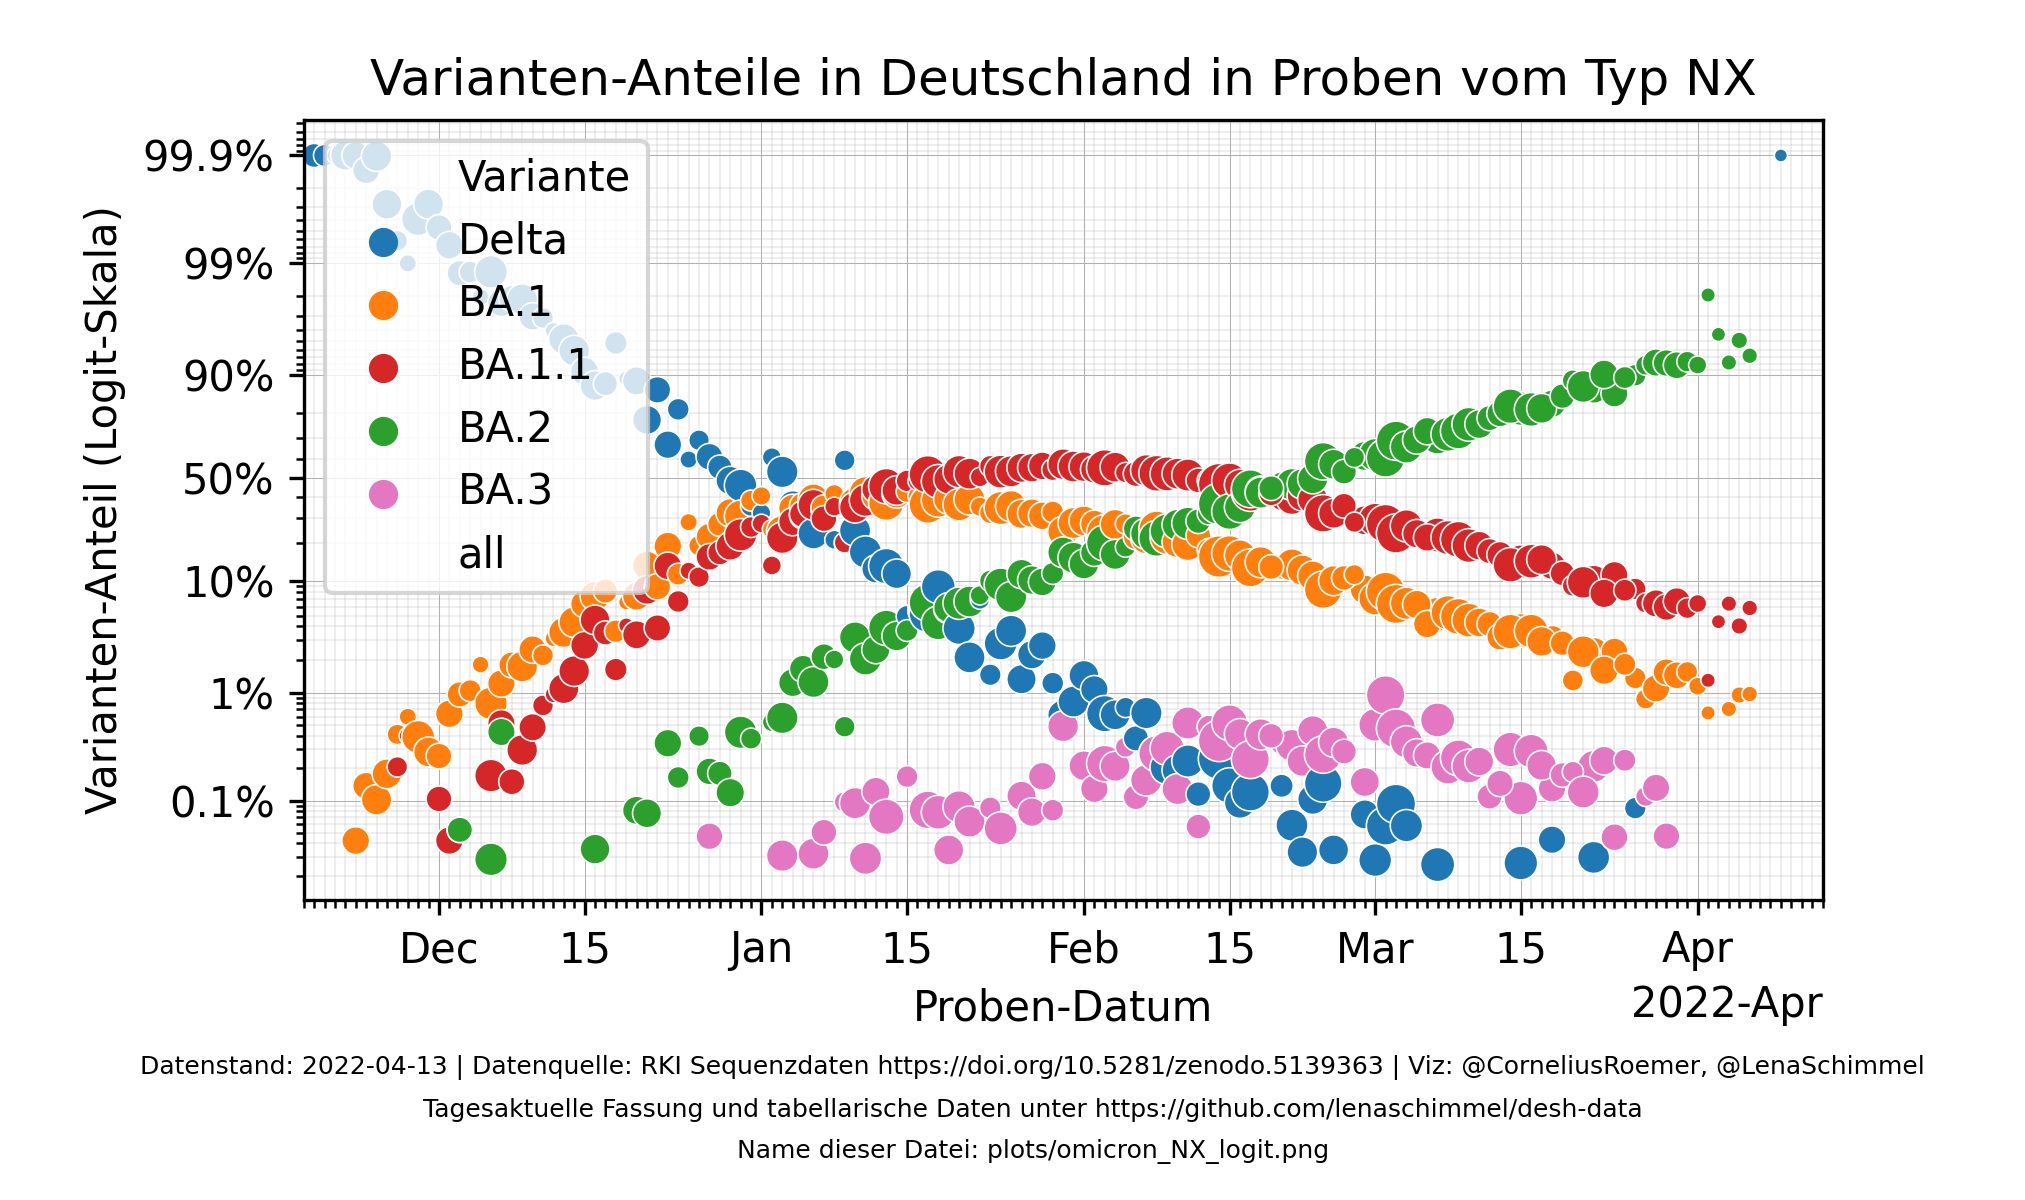 Varianten-Anteile in Deutschland in Proben vom Typ NX
Varianten-Anteil (Logit-Skala)
99.9%
99%
90%
50%
10%
1%
0.1%
Variante
Delta
BA.1
BA.1.1
BA.2
BA.3
all
Dec 15 Jan 15 Feb 15 Mar 15 Apr
Proben-Datum
2022-Apr
Datenstand: 2022-04-13 | Datenquelle: RKI Sequenzdaten https://doi.org/10.5281/zenodo.5139363 | Viz: @CorneliusRoemer, @LenaSchimmel
Tagesaktuelle Fassung und tabellarische Daten unter https://github.com/lenaschimmel/desh-data
Name dieser Datei: plots/omicron_NX_logit.png